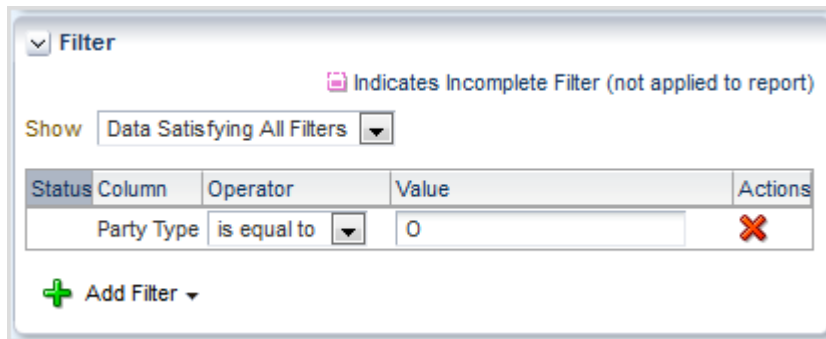 Filter
Indicates Incomplete Filter (not applied to report)
Show Data Satisfying All Filters
Status Column Operator Value Actions
Party Type is equal to O
Add Filter